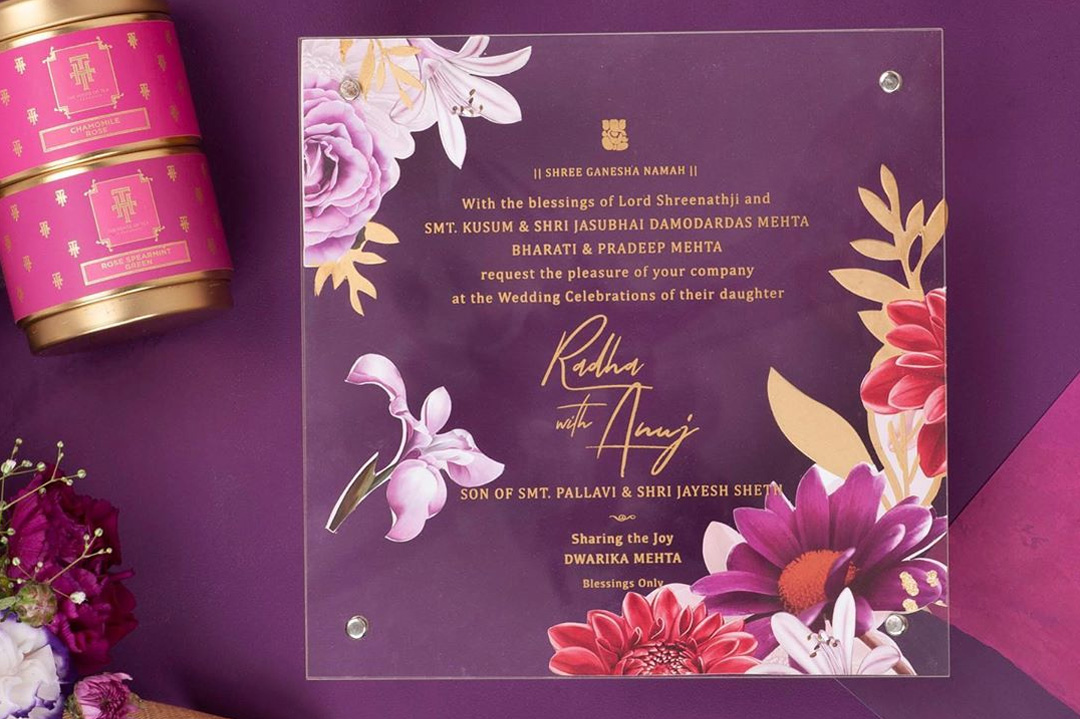 CHAMOMILE
ROSE
ROSE SPEARMINT
GREEN
|| SHREE GANESHA NAMAH ||
With the blessings of Lord Shreenathji and
SMT. KUSUM & SHRI JASUBHAI DAMODARDAS MEHTA
BHARATI & PRADEEP MEHTA
request the pleasure of your company
at the Wedding Celebrations of their daughter
Radha
with Anuj
SON OF SMT. PALLAVI & SHRI JAYESH SHETH
Sharing the Joy
DWARIKA MEHTA
Blessings Only